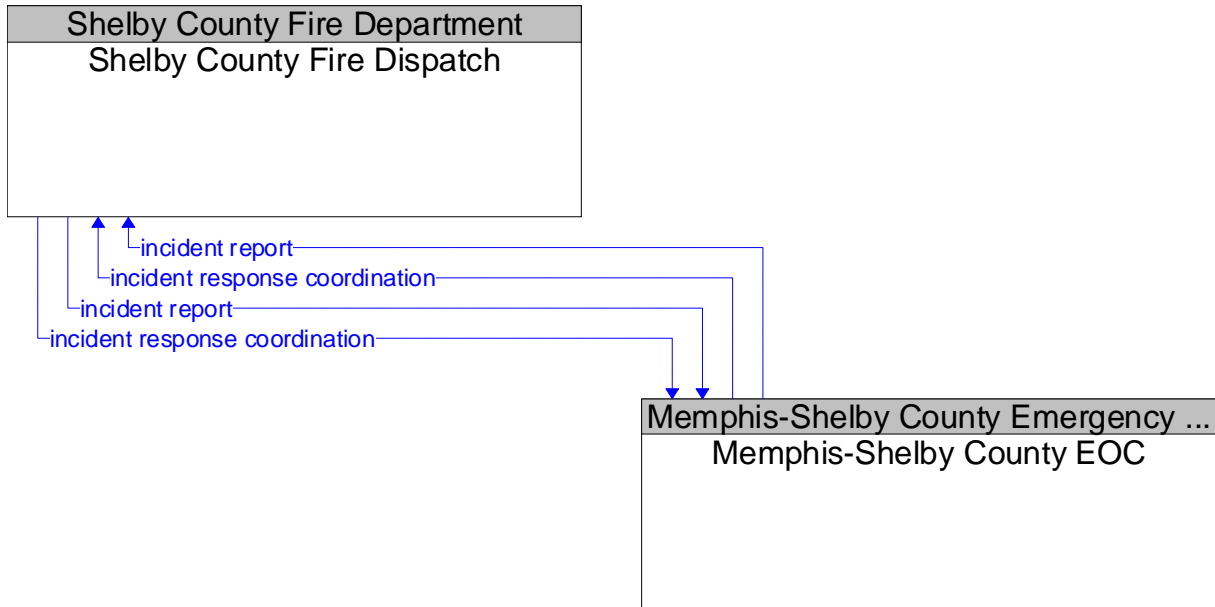 Shelby County Fire Department
Shelby County Fire Dispatch
incident report
incident response coordination
incident report
incident response coordination
Memphis-Shelby County Emergency ...
Memphis-Shelby County EOC